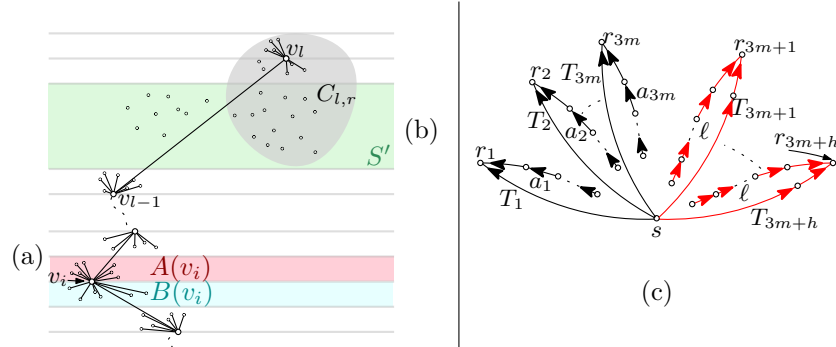 v_l
C_{l,r}
S′
(b)
v_{l−1}
(a)
A(v_i)
v_i
B(v_i)
r_{3m}
r_{3m+1}
r_2
T_{3m}
a_{3m}
T_{3m+1}
T_2
a_2
ℓ
r_{3m+h}
r_1
a_1
T_1
ℓ
T_{3m+h}
s
(c)